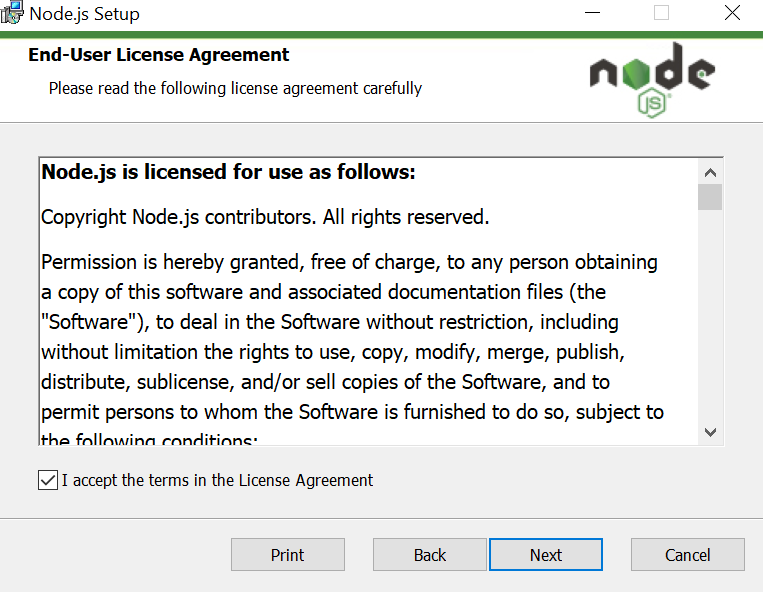 Node.js Setup
End-User License Agreement
Please read the following license agreement carefully
node
JS
Node.js is licensed for use as follows:
Copyright Node.js contributors. All rights reserved.
Permission is hereby granted, free of charge, to any person obtaining
a copy of this software and associated documentation files (the
"Software"), to deal in the Software without restriction, including
without limitation the rights to use, copy, modify, merge, publish,
distribute, sublicense, and/or sell copies of the Software, and to
permit persons to whom the Software is furnished to do so, subject to
the following conditions:
I accept the terms in the License Agreement
Print
Back
Next
Cancel